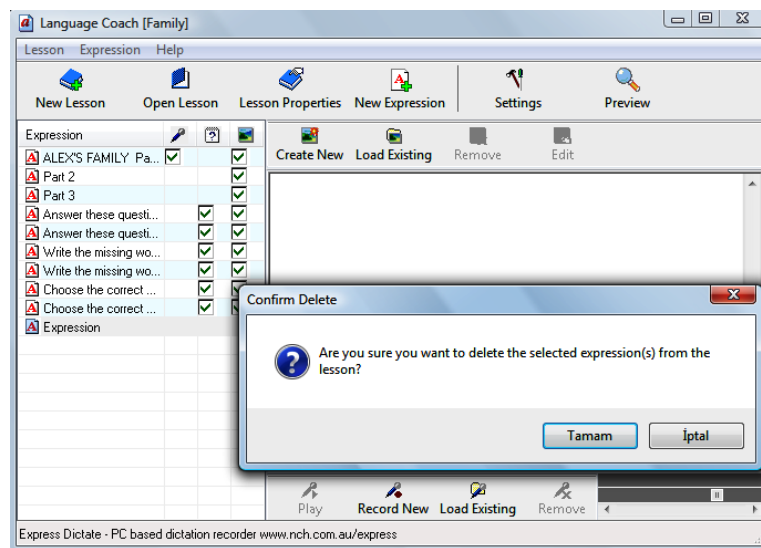 Language Coach [Family]
Lesson Expression Help
New Lesson Open Lesson Lesson Properties New Expression Settings Preview
Expression
Create New Load Existing Remove Edit
ALEX'S FAMILY Pa...
Part 2
Part 3
Answer these questi...
Answer these questi...
Write the missing wo...
Write the missing wo...
Choose the correct ...
Choose the correct ...
Expression
Confirm Delete
Are you sure you want to delete the selected expression(s) from the
lesson?
Tamam İptal
Play Record New Load Existing Remove
Express Dictate - PC based dictation recorder www.nch.com.au/express